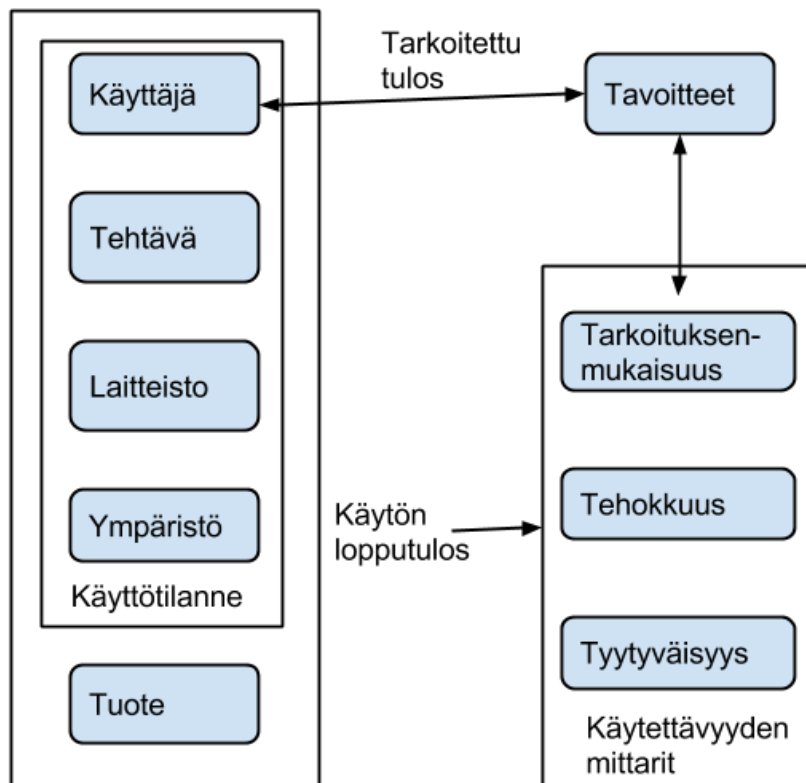 Käyttäjä
Tehtävä
Laitteisto
Ympäristö
Käyttötilanne
Tuote
Tarkoitettu
tulos
Tavoitteet
Käytön
lopputulos
Tarkoituksen-
mukaisuus
Tehokkuus
Tyytyväisyys
Käytettävyyden
mittarit